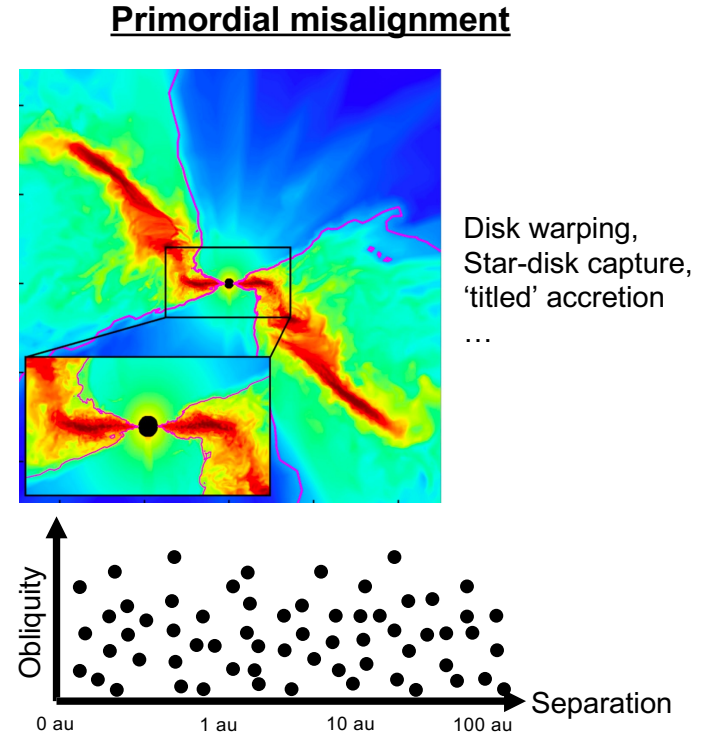 Primordial misalignment
Disk warping,
Star-disk capture,
‘titled’ accretion
…
Obliquity
Separation
0 au
1 au
10 au
100 au